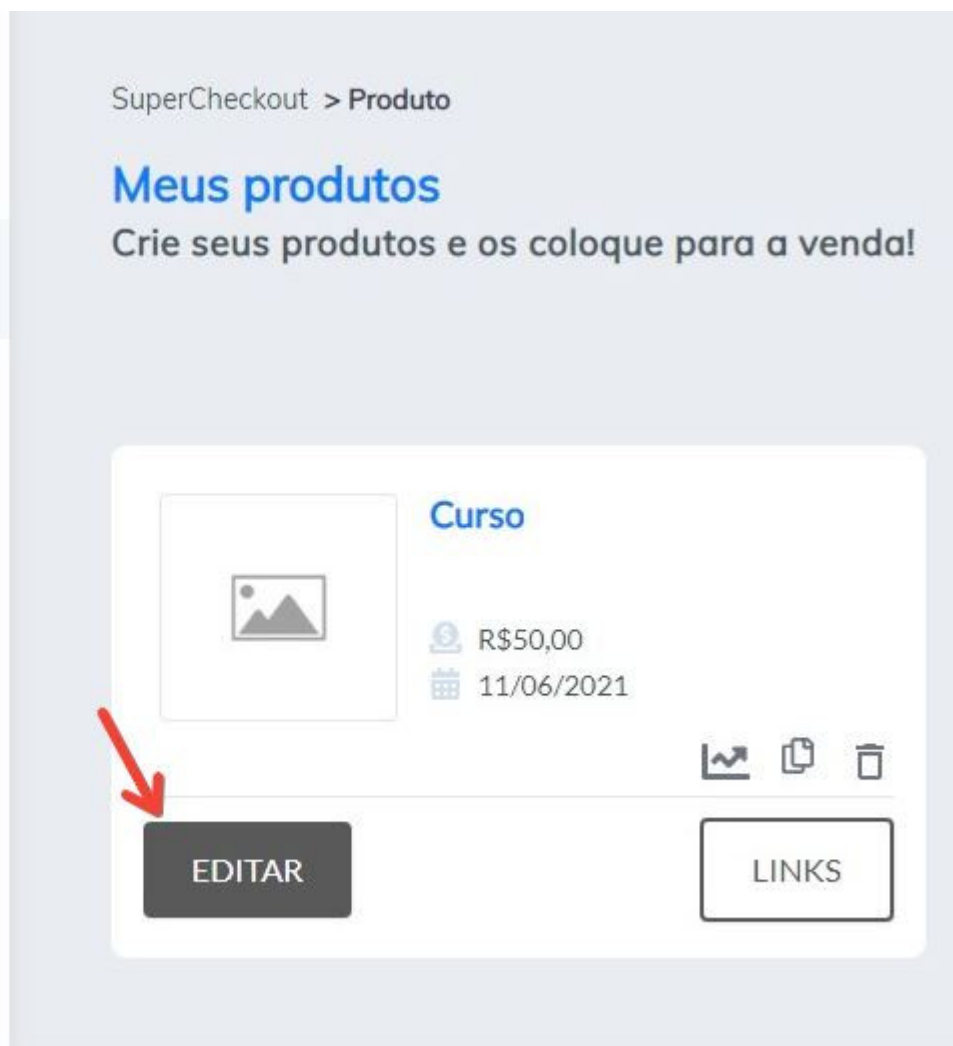 SuperCheckout > Produto
Meus produtos
Crie seus produtos e os coloque para a venda!
Curso
R$50,00
11/06/2021
EDITAR
LINKS